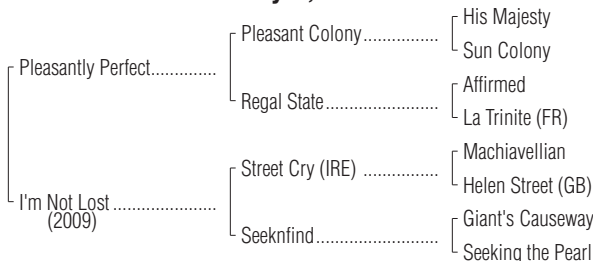 Pleasant Colony................
His Majesty
Sun Colony
Pleasantly Perfect.............
Regal State......................
Affirmed
La Trinite (FR)
Street Cry (IRE) ................
Machiavellian
Helen Street (GB)
I'm Not Lost ....................
(2009)
Seeknfind........................
Giant's Causeway
Seeking the Pearl